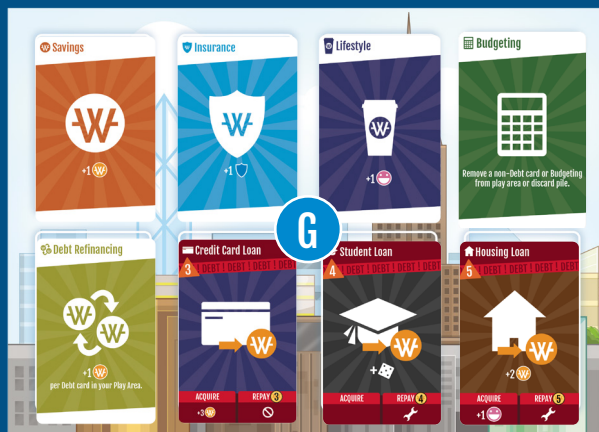 Savings
+1
Insurance
+1
Lifestyle
+1
Budgeting
Remove a non-Debt card or Budgeting
from play area or discard pile.
G
Debt Refinancing
+1
per Debt card in your Play Area.
Credit Card Loan
3
! DEBT ! DEBT ! DEBT
ACQUIRE
REPAY 3
+3
Student Loan
4
! DEBT ! DEBT ! DEBT
+
ACQUIRE
REPAY 4
Housing Loan
5
! DEBT ! DEBT ! DEBT
+2
ACQUIRE
REPAY 5
+1